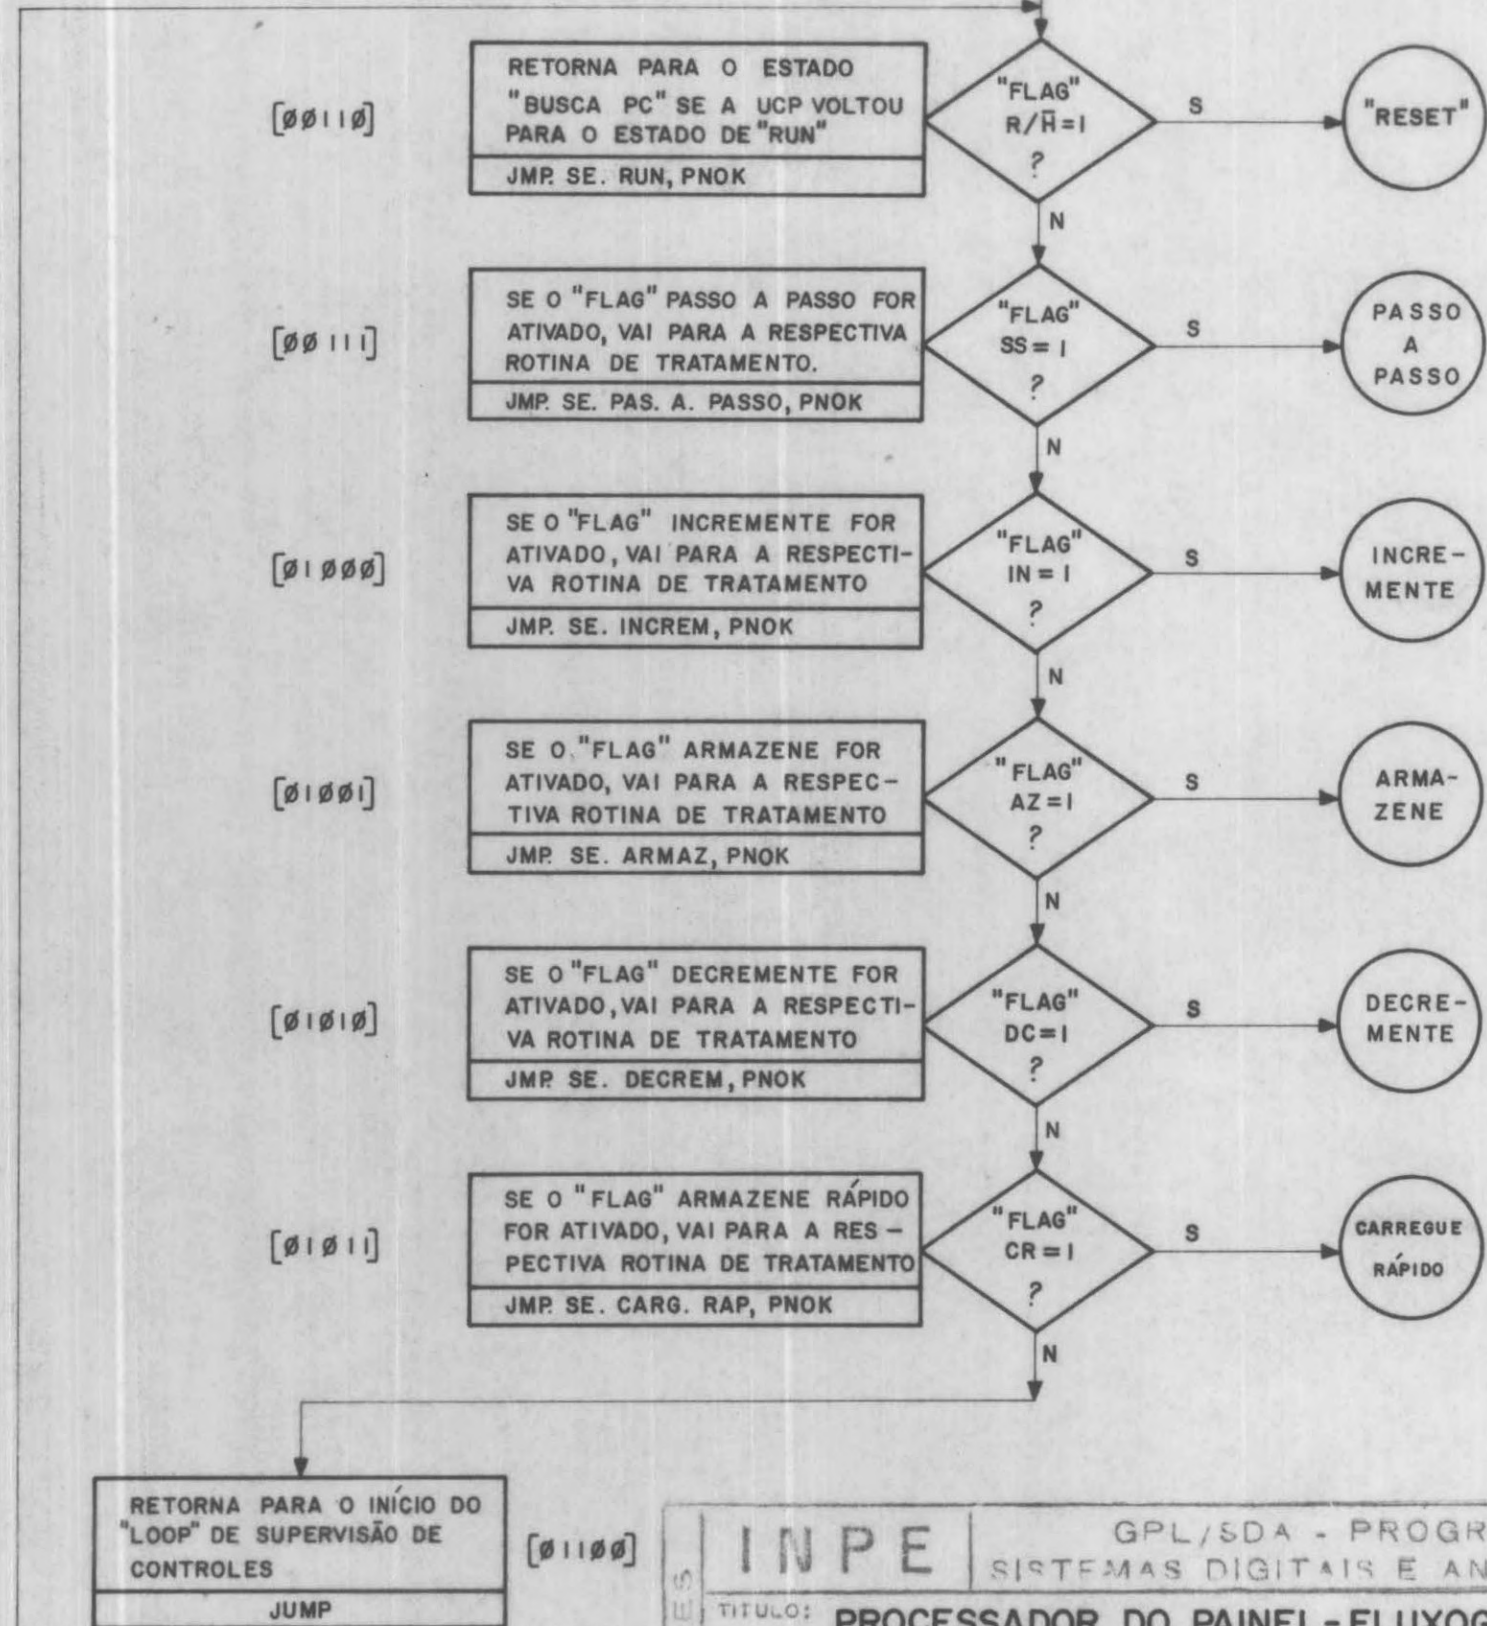 [ØØ11Ø]
RETORNA PARA O ESTADO
"BUSCA PC" SE A UCP VOLTOU
PARA O ESTADO DE "RUN"
JMP. SE. RUN, PNOK
"FLAG"
R/H̅=1
?
S
"RESET"
N
[ØØ111]
SE O "FLAG" PASSO A PASSO FOR
ATIVADO, VAI PARA A RESPECTIVA
ROTINA DE TRATAMENTO.
JMP. SE. PAS. A. PASSO, PNOK
"FLAG"
SS=1
?
S
PASSO
A
PASSO
N
[Ø1ØØØ]
SE O "FLAG" INCREMENTE FOR
ATIVADO, VAI PARA A RESPECTI-
VA ROTINA DE TRATAMENTO
JMP. SE. INCREM, PNOK
"FLAG"
IN=1
?
S
INCRE-
MENTE
N
[Ø1ØØ1]
SE O "FLAG" ARMAZENE FOR
ATIVADO, VAI PARA A RESPEC-
TIVA ROTINA DE TRATAMENTO
JMP. SE. ARMAZ, PNOK
"FLAG"
AZ=1
?
S
ARMA-
ZENE
N
[Ø1Ø1Ø]
SE O "FLAG" DECREMENTE FOR
ATIVADO, VAI PARA A RESPECTI-
VA ROTINA DE TRATAMENTO
JMP. SE. DECREM, PNOK
"FLAG"
DC=1
?
S
DECRE-
MENTE
N
[Ø1Ø11]
SE O "FLAG" ARMAZENE RÁPIDO
FOR ATIVADO, VAI PARA A RES-
PECTIVA ROTINA DE TRATAMENTO
JMP. SE. CARG. RAP, PNOK
"FLAG"
CR=1
?
S
CARREGUE
RÁPIDO
N
RETORNA PARA O INÍCIO DO
"LOOP" DE SUPERVISÃO DE
CONTROLES
JUMP
[Ø11ØØ]
ES
INPE
GPL/SDA - PROGR
SISTEMAS DIGITAIS E AN
TITULO: PROCESSADOR DO PAINEL - FLUXOG